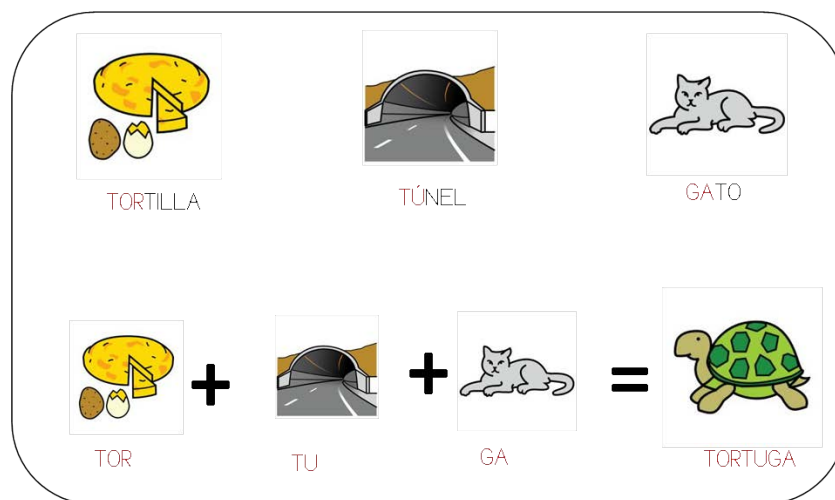 TORTILLA
TÚNEL
GATO
+
+
=
TOR
TU
GA
TORTUGA